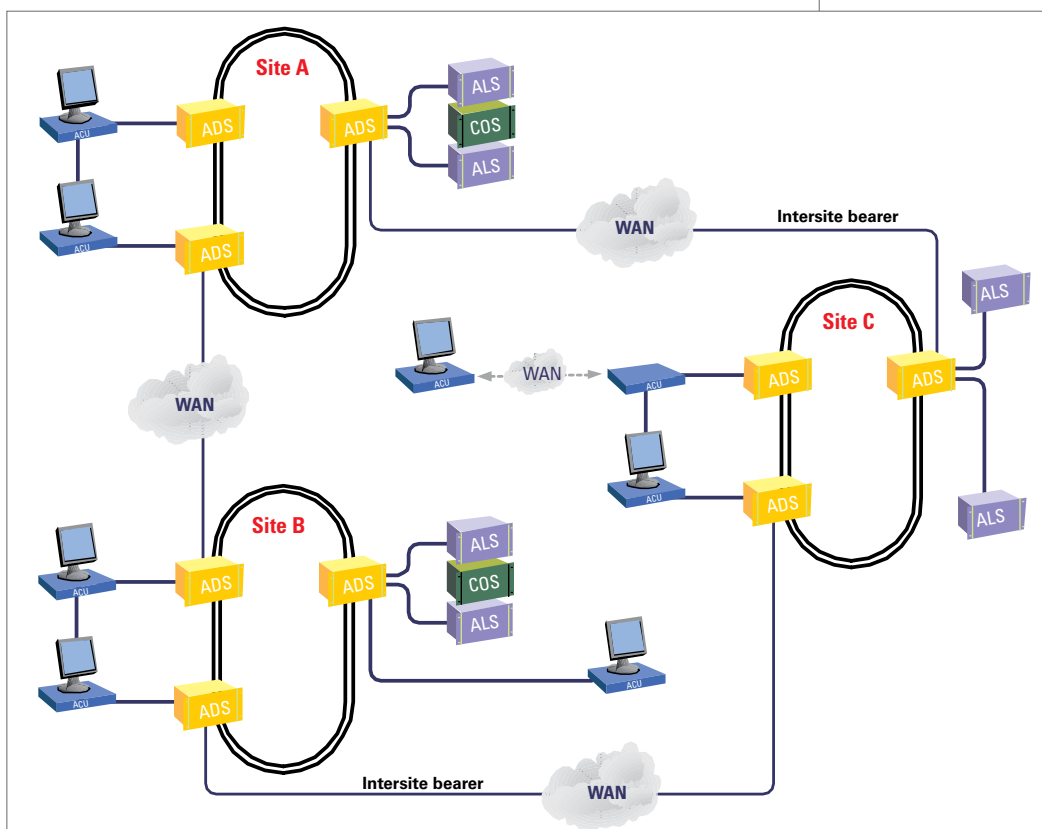 Site A
ALS
COS
ALS
ADS
ADS
ACU
ACU
ADS
WAN
Intersite bearer
Site C
ALS
ADS
ADS
WAN
ACU
ACU
WAN
ACU
ADS
ALS
Site B
ALS
COS
ALS
ADS
ADS
ACU
ACU
ADS
ACU
Intersite bearer
WAN